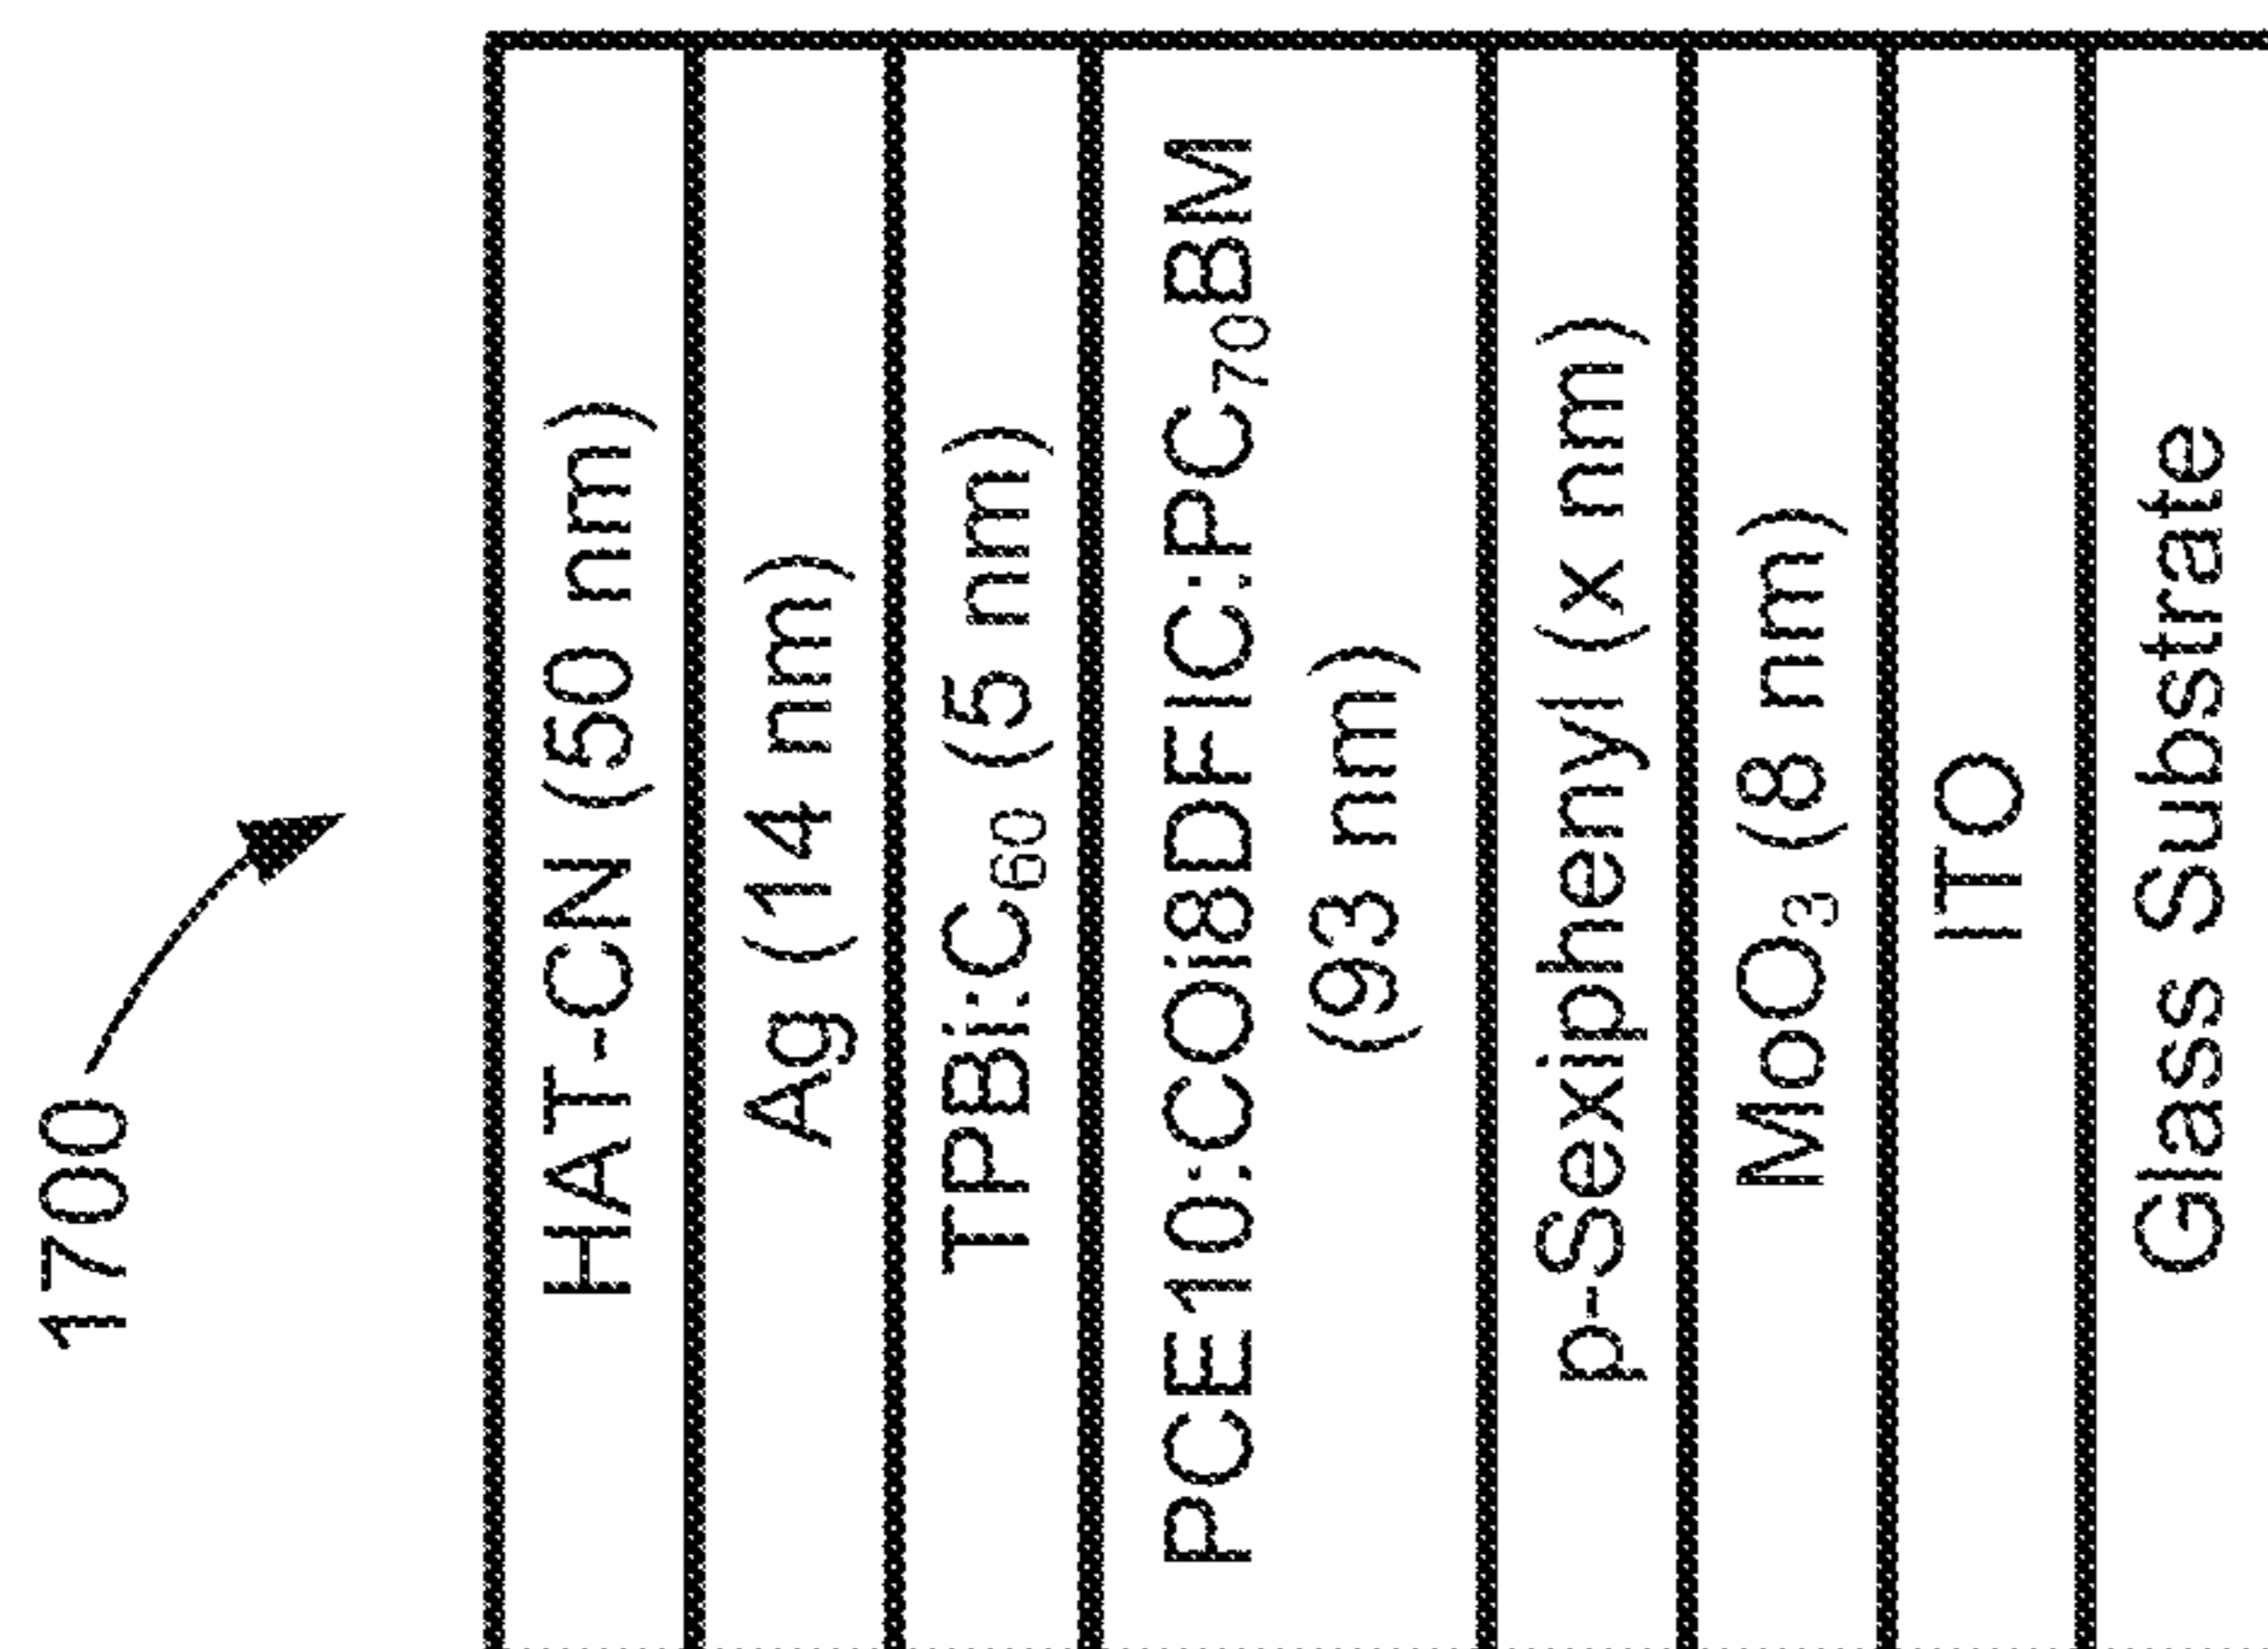 1700
HAT-CN (50 nm)
Ag (14 nm)
TPBi:C₆₀ (5 nm)
PCE10:COi8DFIC:PC₇₀BM
(93 nm)
p-Sexiphenyl (x nm)
MoO₃ (8 nm)
ITO
Glass Substrate